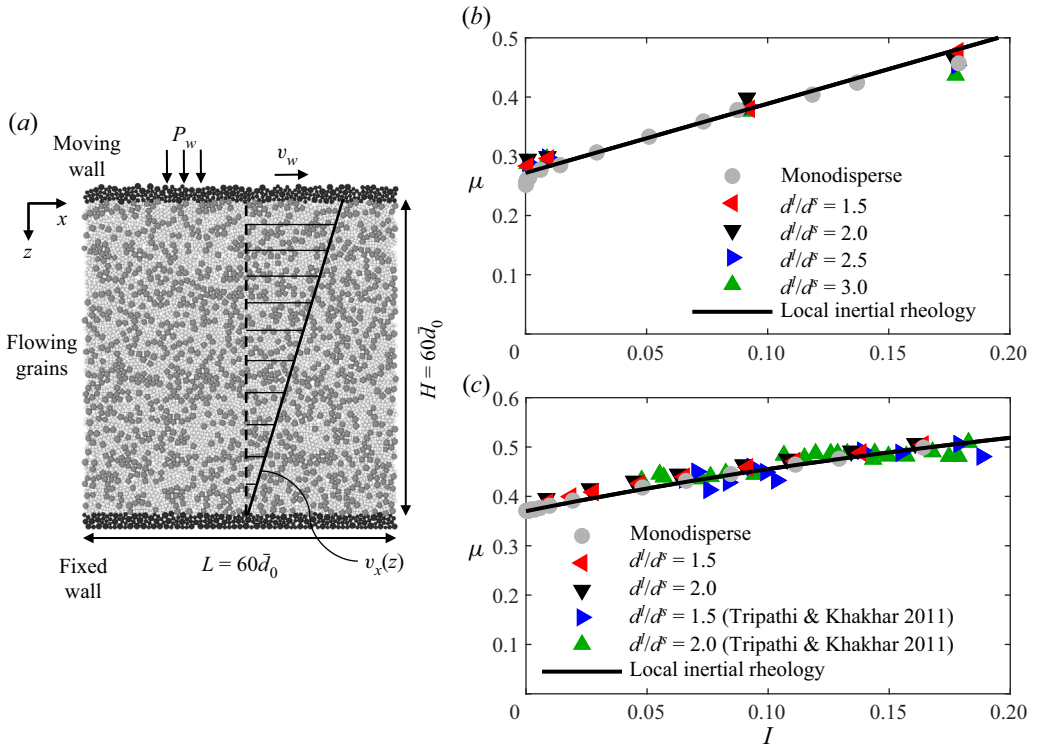 (a)
Moving
wall
P_w
v_w
x
z
Flowing
grains
H = 60d̄_0
L = 60d̄_0
Fixed
wall
v_x(z)
(b)
0.5
0.4
0.3
μ
0.2
0.1
Monodisperse
d^l/d^s = 1.5
d^l/d^s = 2.0
d^l/d^s = 2.5
d^l/d^s = 3.0
Local inertial rheology
0 0.05 0.10 0.15 0.20
(c)
0.6
0.5
0.4
0.3
μ
0.2
0.1
Monodisperse
d^l/d^s = 1.5
d^l/d^s = 2.0
d^l/d^s = 1.5 (Tripathi & Khakhar 2011)
d^l/d^s = 2.0 (Tripathi & Khakhar 2011)
Local inertial rheology
0 0.05 0.10 0.15 0.20
I